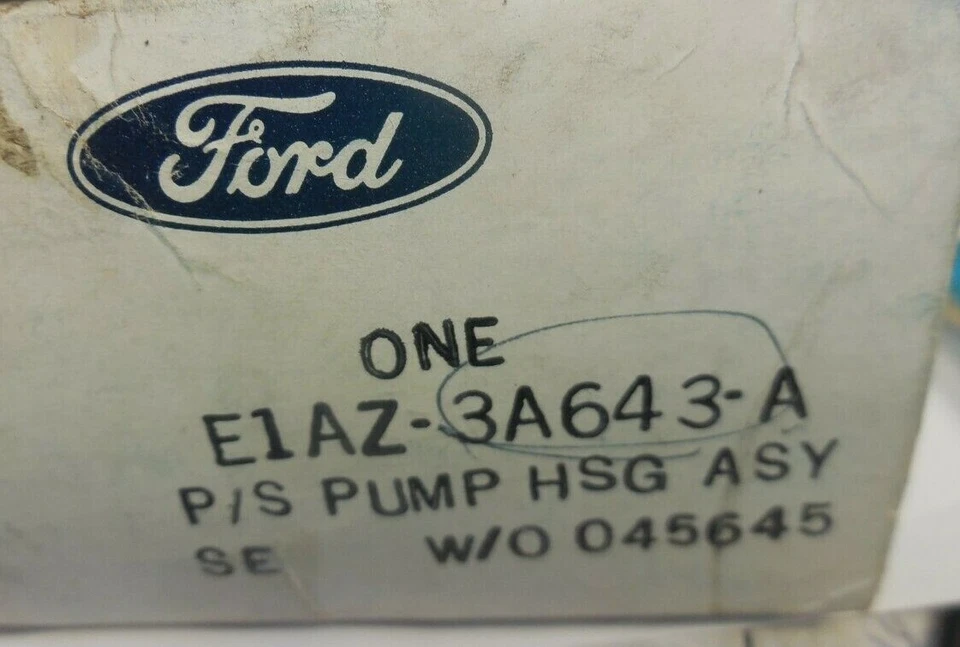 Ford
ONE
E1AZ-3A643-A
P/S PUMP HSG ASY
SE W/O 045645